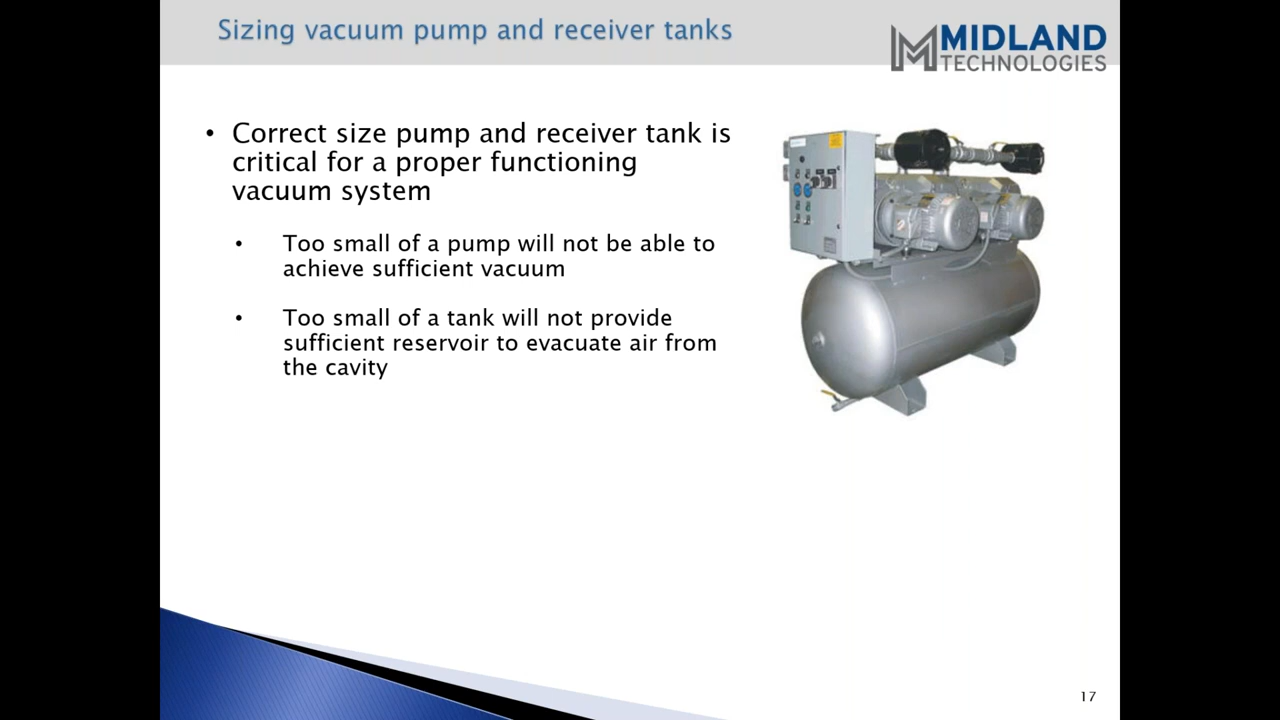 Sizing vacuum pump and receiver tanks
MIDLAND
TECHNOLOGIES
• Correct size pump and receiver tank is
critical for a proper functioning
vacuum system
• Too small of a pump will not be able to
achieve sufficient vacuum
• Too small of a tank will not provide
sufficient reservoir to evacuate air from
the cavity
17